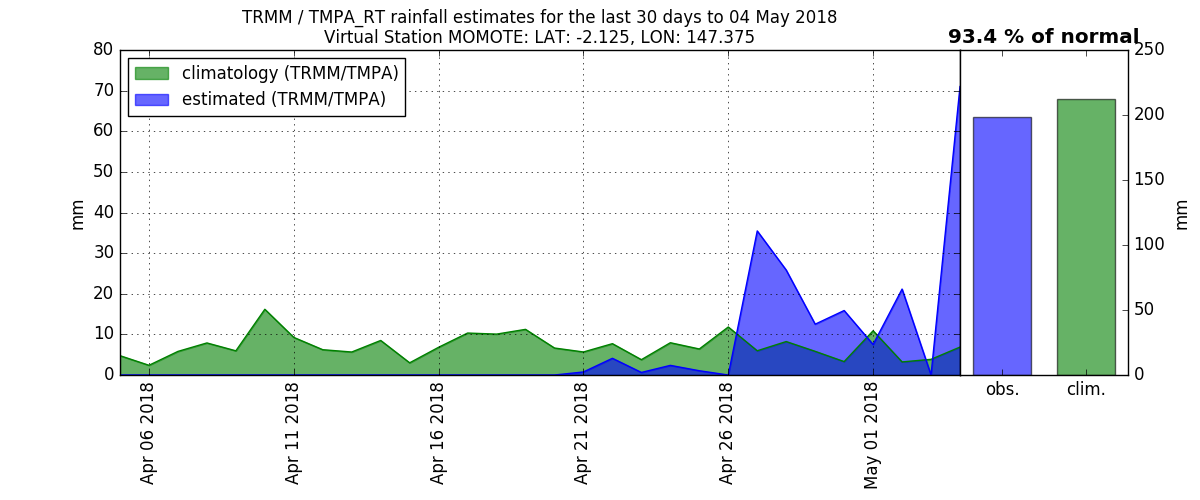 TRMM / TMPA_RT rainfall estimates for the last 30 days to 04 May 2018
Virtual Station MOMOTE: LAT: -2.125, LON: 147.375
93.4 % of normal
climatology (TRMM/TMPA)
estimated (TRMM/TMPA)
mm
80
70
60
50
40
30
20
10
0
Apr 06 2018
Apr 11 2018
Apr 16 2018
Apr 21 2018
Apr 26 2018
May 01 2018
obs.
clim.
250
200
150
100
50
0
mm